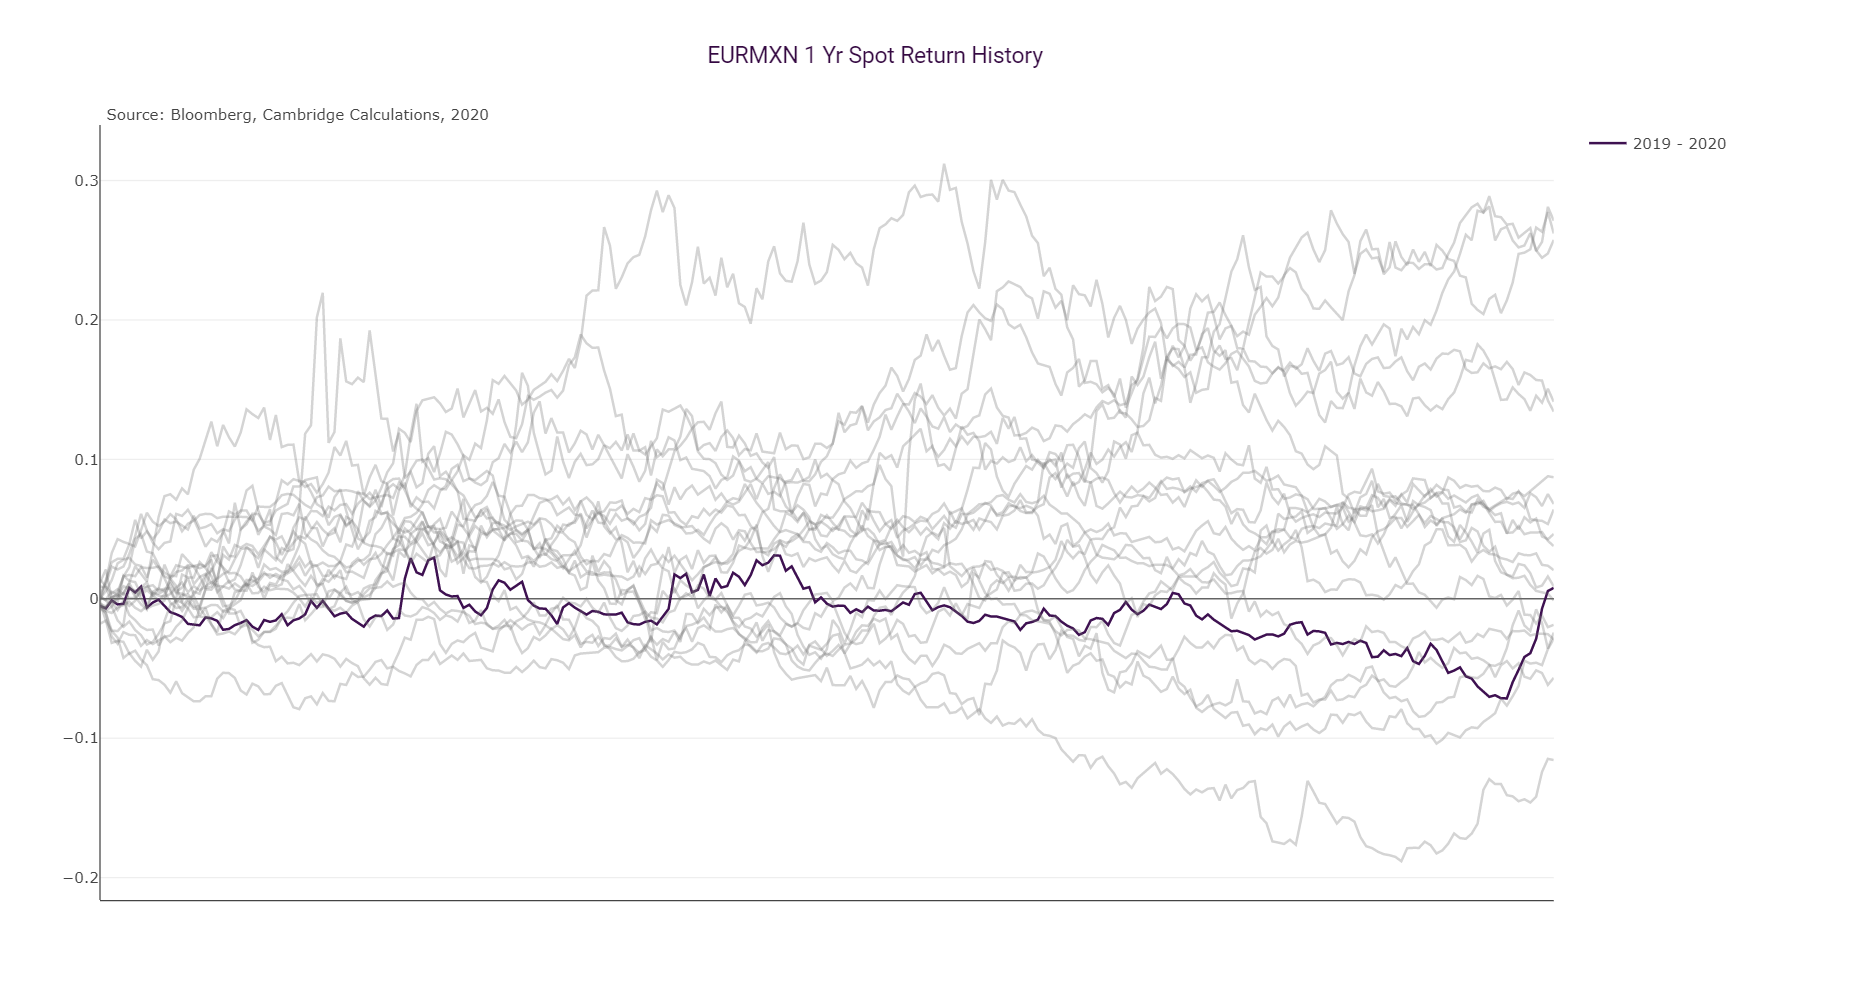 EURMXN 1 Yr Spot Return History
Source: Bloomberg, Cambridge Calculations, 2020
2019 - 2020
0.3
0.2
0.1
0
−0.1
−0.2